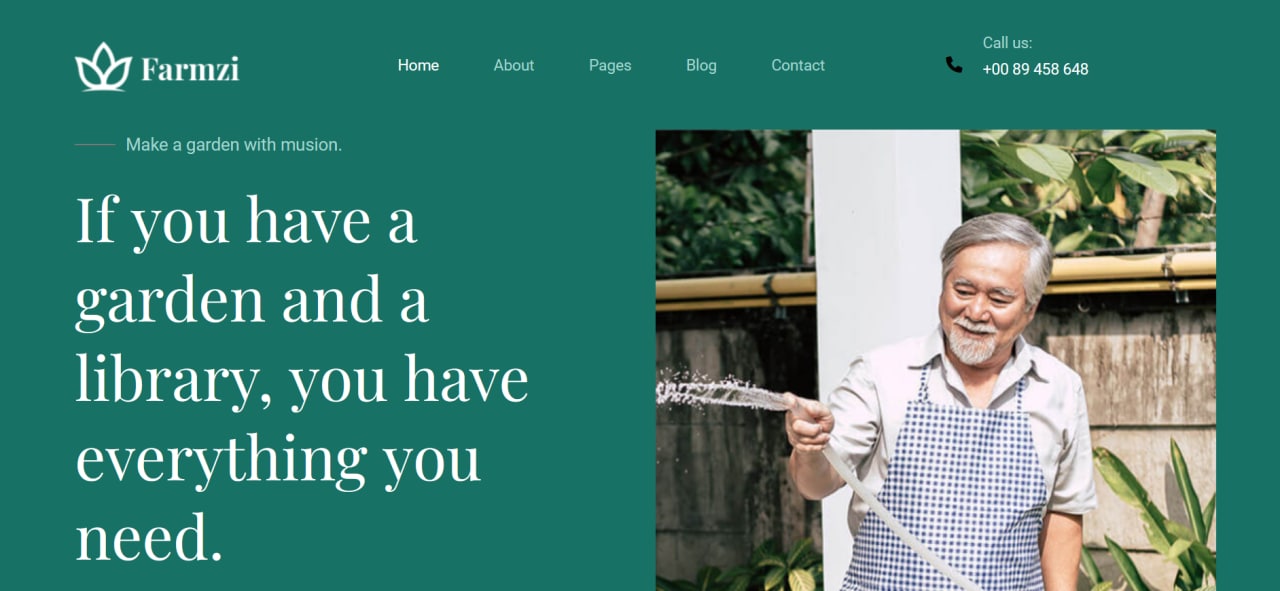 Farmzi
Home
About
Pages
Blog
Contact
Call us:
+00 89 458 648
Make a garden with musion.
If you have a
garden and a
library, you have
everything you
need.